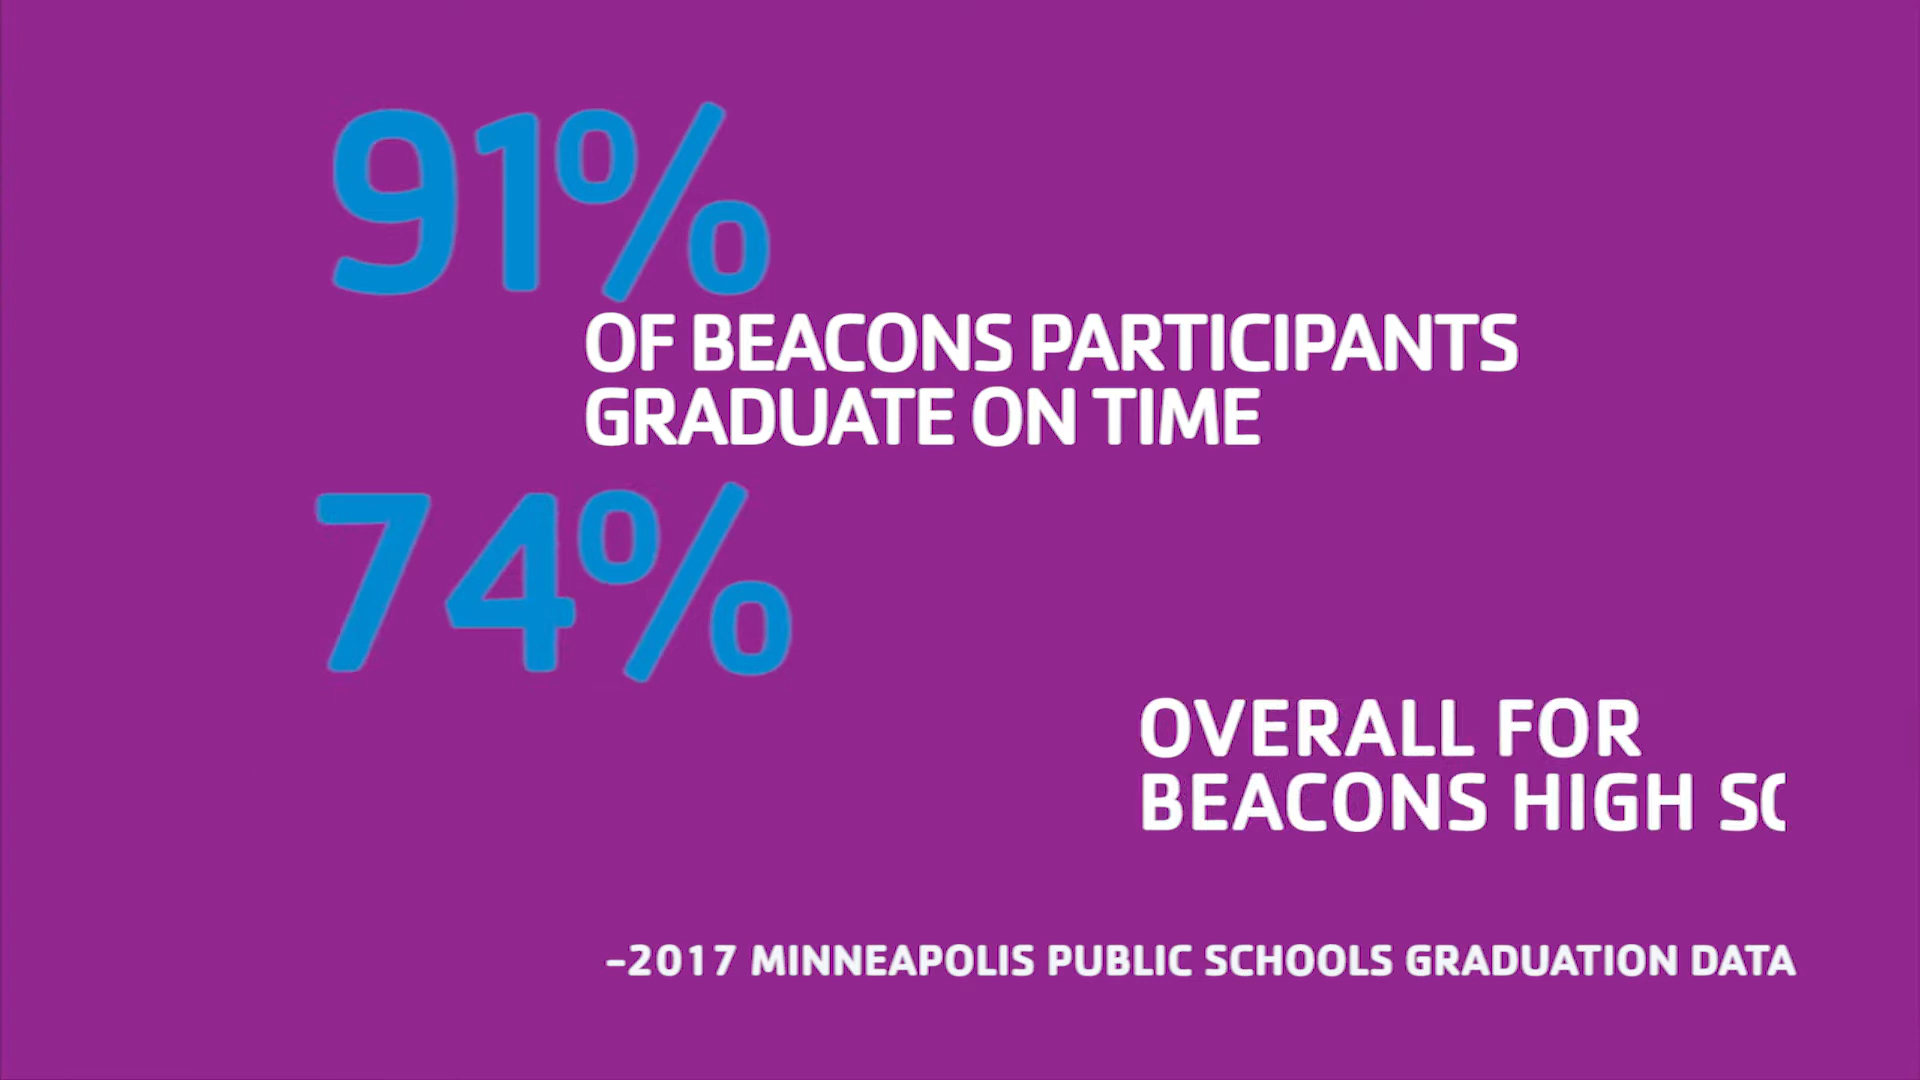 91%
OF BEACONS PARTICIPANTS
GRADUATE ON TIME
74%
OVERALL FOR
BEACONS HIGH
–2017 MINNEAPOLIS PUBLIC SCHOOLS GRADUATION DATA